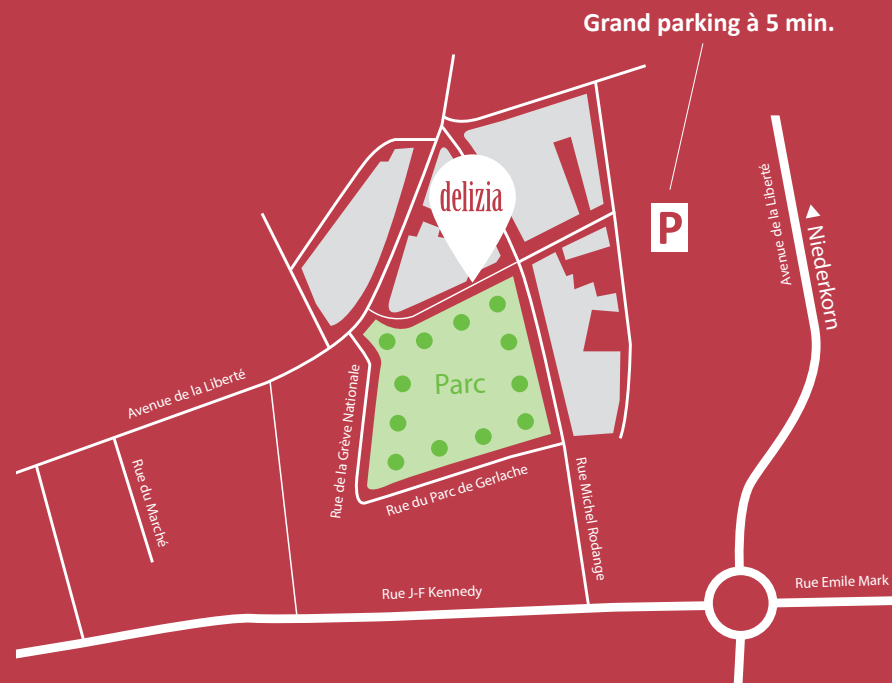 Grand parking à 5 min.
delizia
P
Avenue de la Liberté
Niederkorn
Parc
Avenue de la Liberté
Rue de la Grève Nationale
Rue du Marché
Rue du Parc de Gerlache
Rue Michel Rodange
Rue J-F Kennedy
Rue Emile Mark